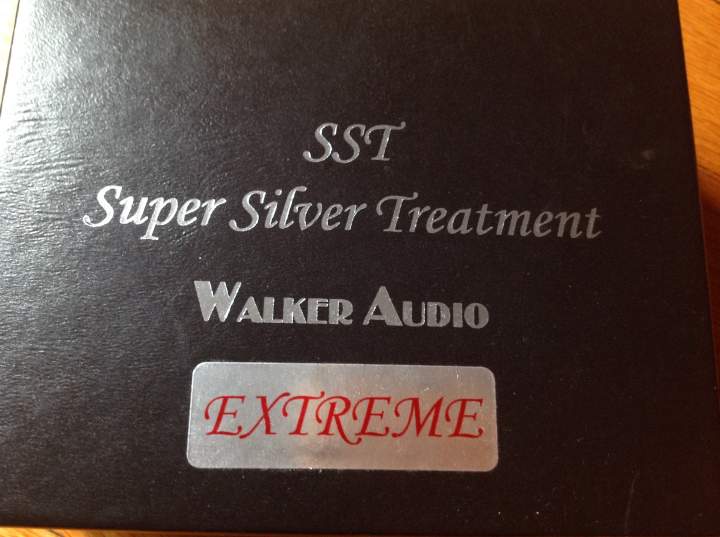 SST
Super Silver Treatment
WALKER AUDIO
EXTREME